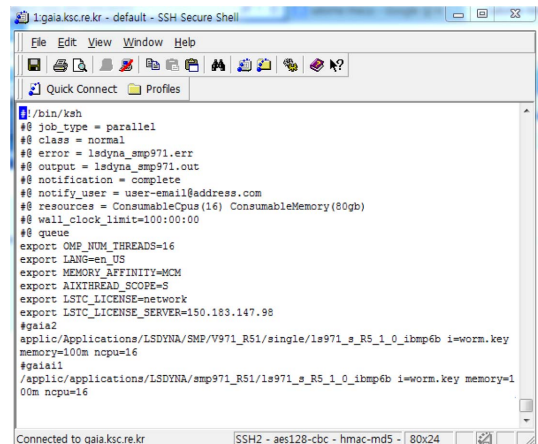 1:gaia.ksc.re.kr - default - SSH Secure Shell
File Edit View Window Help
Quick Connect Profiles
#!/bin/ksh
#@ job_type = parallel
#@ class = normal
#@ error = lsdyna_smp971.err
#@ output = lsdyna_smp971.out
#@ notification = complete
#@ notify_user = user-email@address.com
#@ resources = ConsumableCpus(16) ConsumableMemory(80gb)
#@ wall_clock_limit=100:00:00
#@ queue
export OMP_NUM_THREADS=16
export LANG=en_US
export MEMORY_AFFINITY=MCM
export AIXTHREAD_SCOPE=S
export LSTC_LICENSE=network
export LSTC_LICENSE_SERVER=150.183.147.98
#gaia2
applic/Applications/LSDYNA/SMP/V971_R51/single/ls971_s_R5_1_0_ibmp6b i=worm.key
memory=100m ncpu=16
#gaiai1
/applic/applications/LSDYNA/smp971_R51/ls971_s_R5_1_0_ibmp6b i=worm.key memory=1
00m ncpu=16
Connected to gaia.ksc.re.kr SSH2 - aes128-cbc - hmac-md5 - 80x24